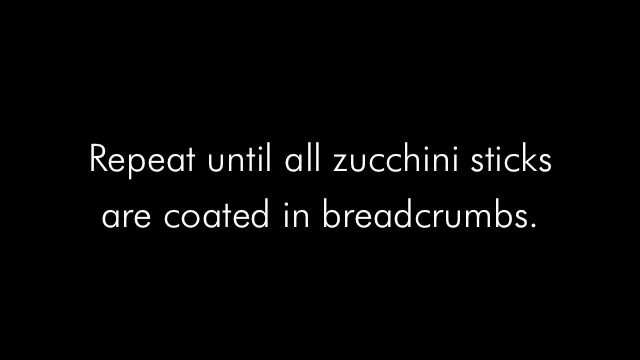 Repeat until all zucchini sticks
are coated in breadcrumbs.